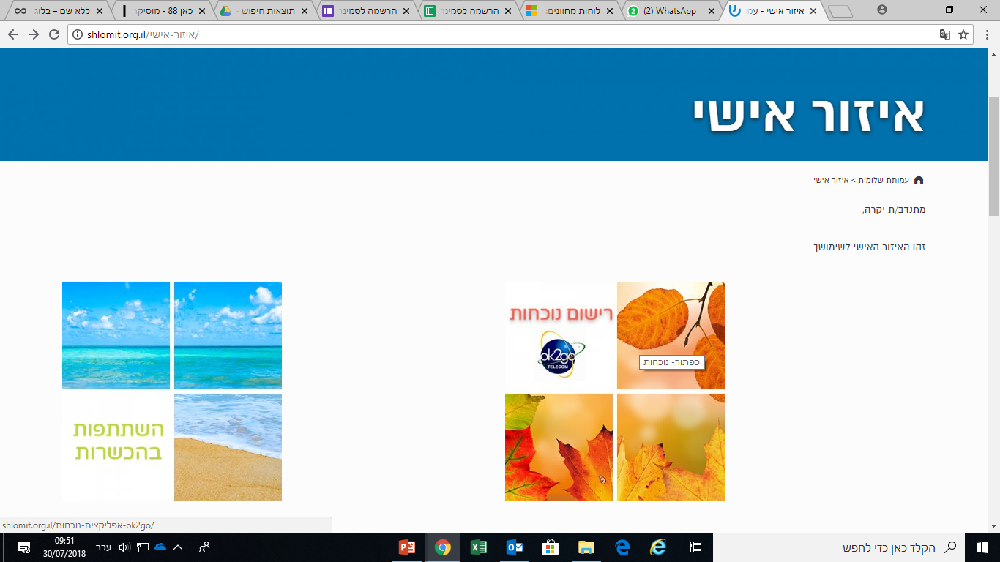 ללא שם – בלוג
כאן 88 - מוסיקה
תוצאות חיפוש -
הרשמה לסמינר
הרשמה לסמינר
לוחות מחוונים:
(2) WhatsApp
איזור אישי - עמ
shlomit.org.il/איזור-אישי/
איזור אישי
עמותת שלומית > איזור אישי
מתנדב/ת יקרה,
זהו האיזור האישי לשימושך
רישום נוכחות
ok2go
TELECOM
כפתור- נוכחות
השתתפות
בהכשרות
shlomit.org.il/אפליקצית-נוכחות-ok2go/
09:51
עבר
30/07/2018
הקלד כאן כדי לחפש